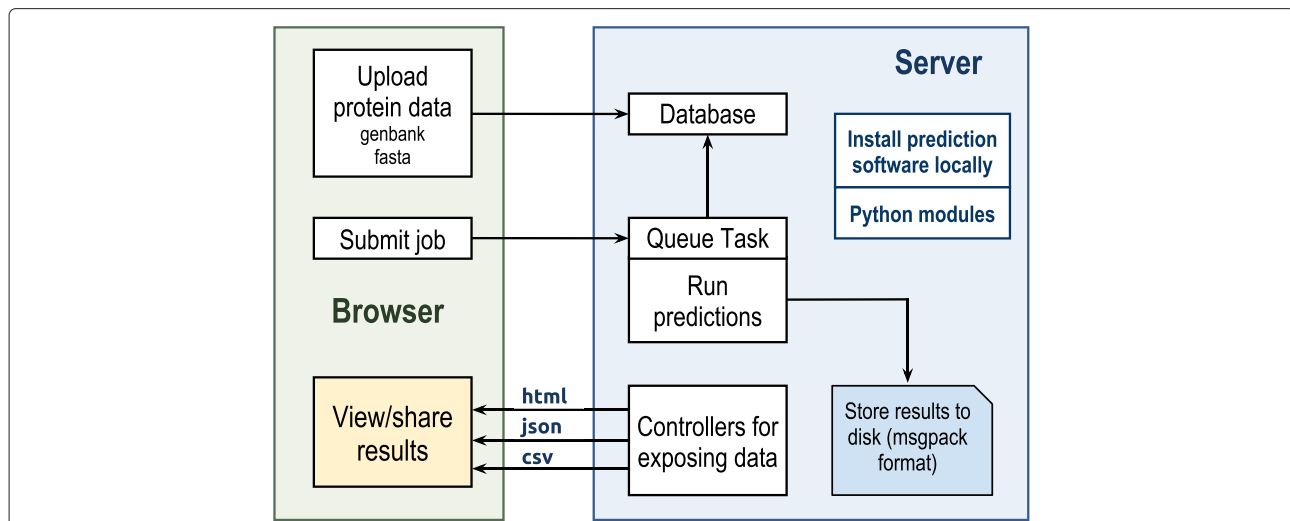 Upload
protein data
genbank
fasta
Submit job
Browser
View/share
results
html
json
csv
Server
Database
Install prediction
software locally
Python modules
Queue Task
Run
predictions
Controllers for
exposing data
Store results to
disk (msgpack
format)